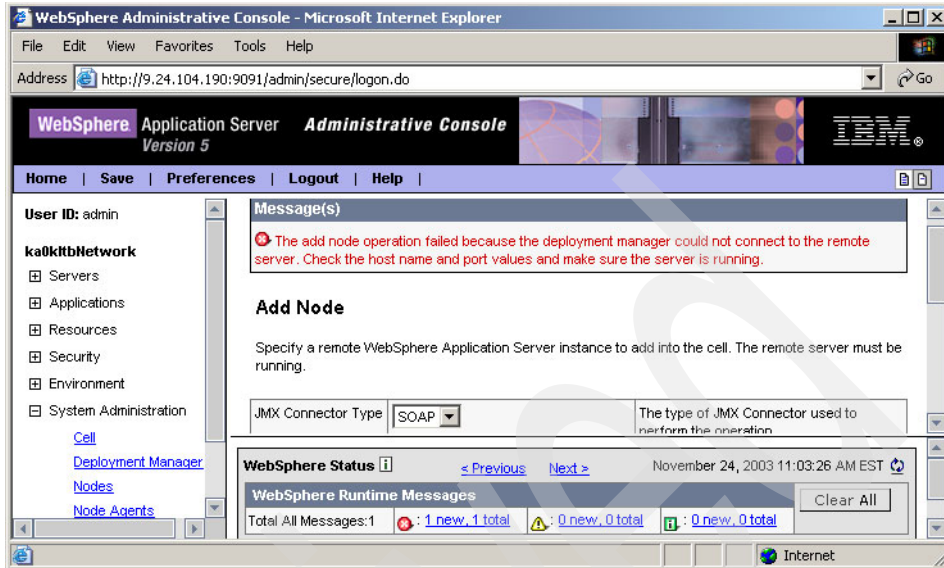 WebSphere Administrative Console - Microsoft Internet Explorer
File Edit View Favorites Tools Help
Address http://9.24.104.190:9091/admin/secure/logon.do Go
WebSphere Application Server Administrative Console
Version 5
IBM
Home | Save | Preferences | Logout | Help |
User ID: admin
ka0kltbNetwork
Servers
Applications
Resources
Security
Environment
System Administration
Cell
Deployment Manager
Nodes
Node Agents
Message(s)
The add node operation failed because the deployment manager could not connect to the remote
server. Check the host name and port values and make sure the server is running.
Add Node
Specify a remote WebSphere Application Server instance to add into the cell. The remote server must be
running.
JMX Connector Type SOAP The type of JMX Connector used to
perform the operation
WebSphere Status i < Previous Next > November 24, 2003 11:03:26 AM EST
WebSphere Runtime Messages Clear All
Total All Messages:1 : 1 new, 1 total : 0 new, 0 total : 0 new, 0 total
Internet